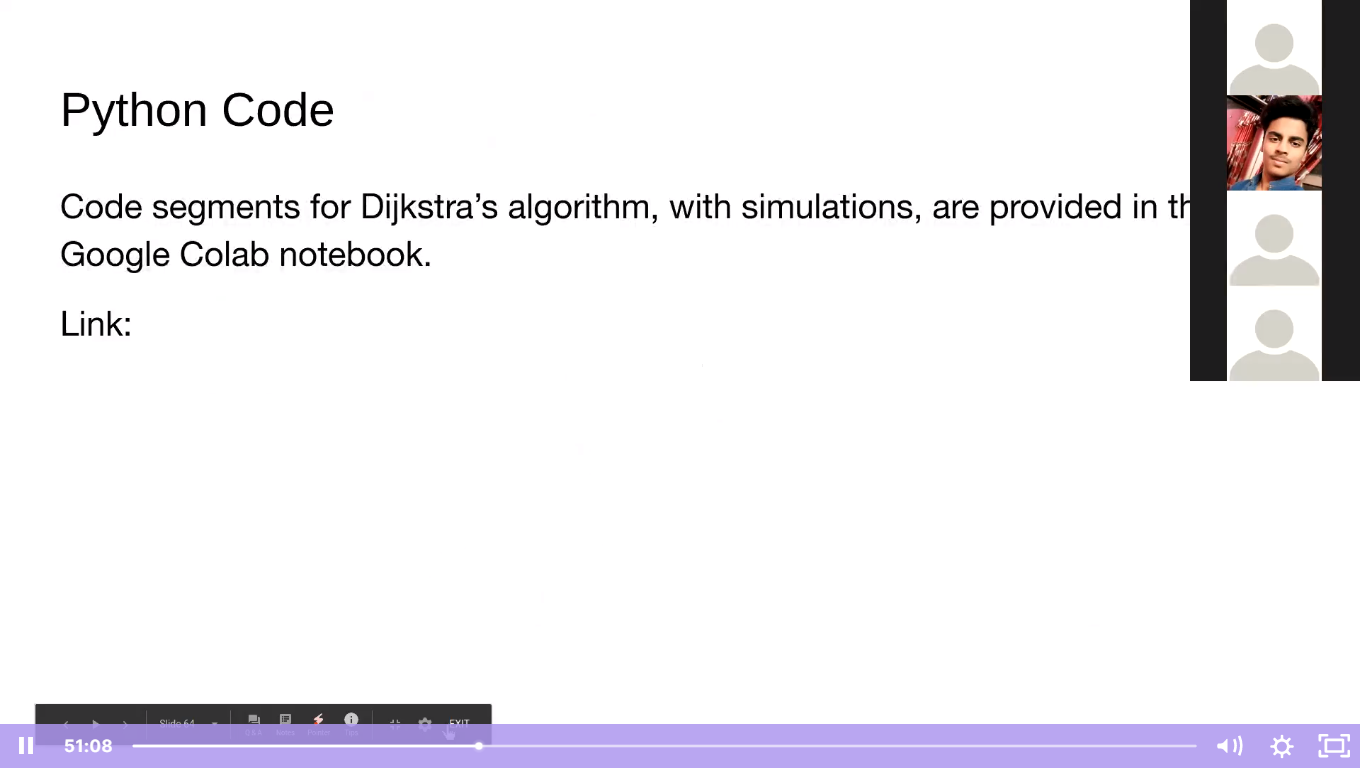 Python Code
Code segments for Dijkstra’s algorithm, with simulations, are provided in
Google Colab notebook.
Link:
Slide 64
EXIT
51:08